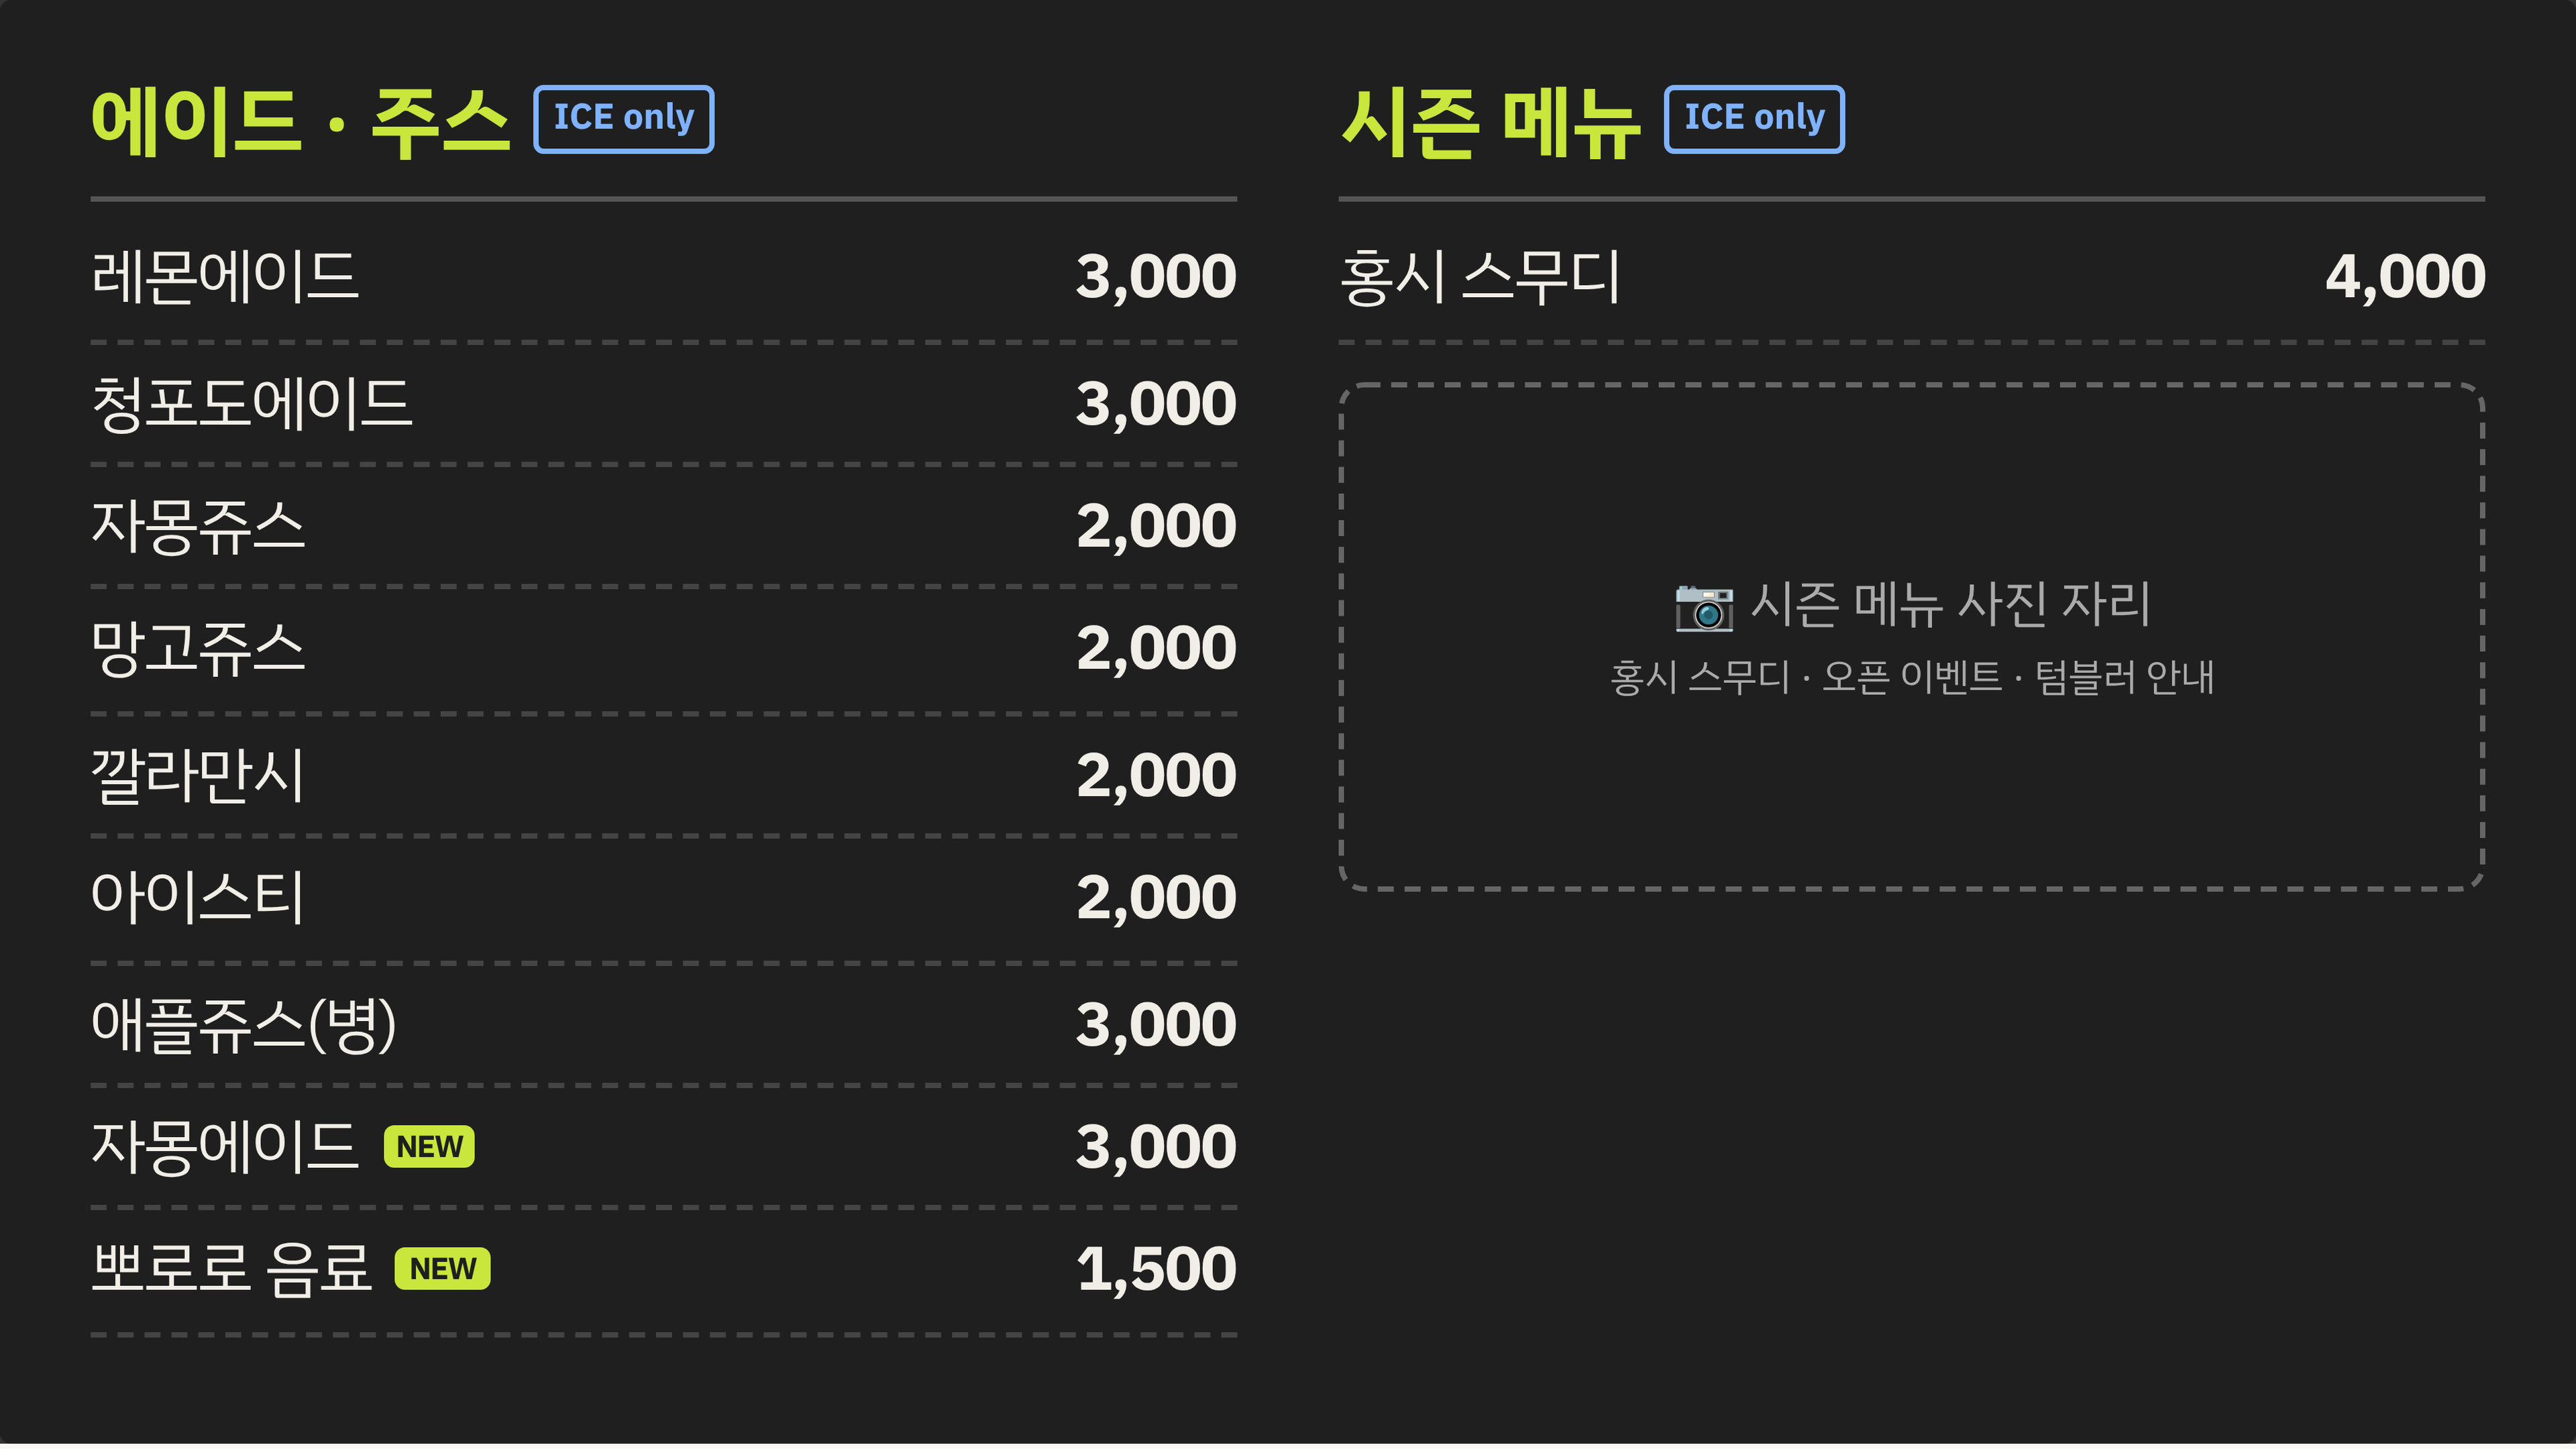 에이드 · 주스 ICE only
레몬에이드 3,000
청포도에이드 3,000
자몽쥬스 2,000
망고쥬스 2,000
깔라만시 2,000
아이스티 2,000
애플쥬스(병) 3,000
자몽에이드 NEW 3,000
뽀로로 음료 NEW 1,500
시즌 메뉴 ICE only
홍시 스무디 4,000
📷 시즌 메뉴 사진 자리
홍시 스무디 · 오픈 이벤트 · 텀블러 안내